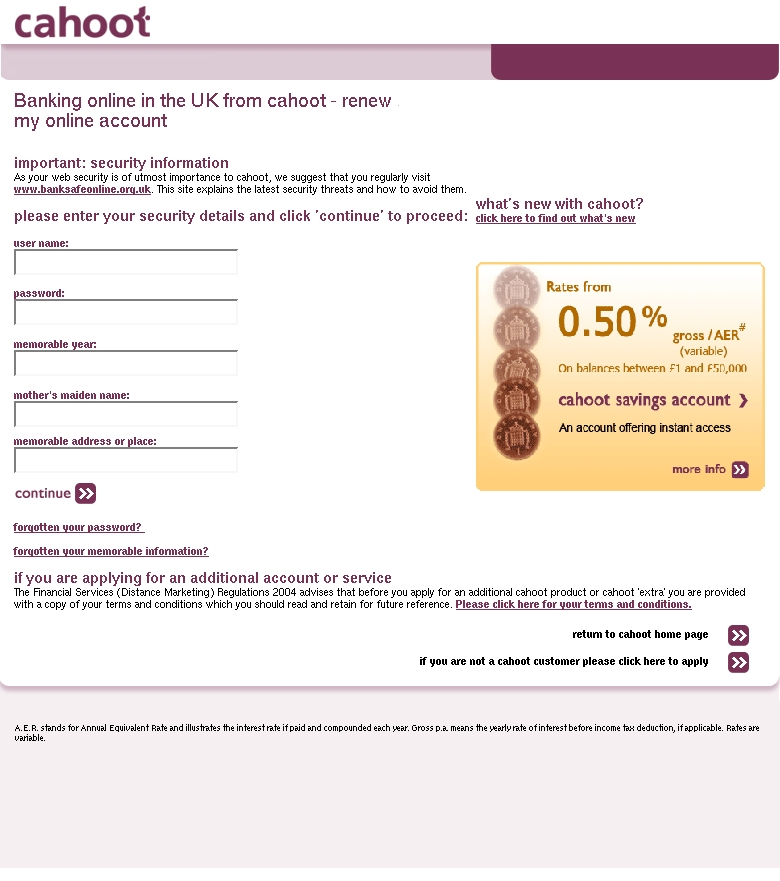 cahoot
Banking online in the UK from cahoot - renew
my online account
important: security information
As your web security is of utmost importance to cahoot, we suggest that you regularly visit
www.banksafeonline.org.uk. This site explains the latest security threats and how to avoid them.
please enter your security details and click 'continue' to proceed:
what's new with cahoot?
click here to find out what's new
user name:
password:
memorable year:
mother's maiden name:
memorable address or place:
continue
Rates from
0.50%
gross / AER#
(variable)
On balances between £1 and £50,000
cahoot savings account
An account offering instant access
more info
forgotten your password?
forgotten your memorable information?
if you are applying for an additional account or service
The Financial Services (Distance Marketing) Regulations 2004 advises that before you apply for an additional cahoot product or cahoot 'extra' you are provided
with a copy of your terms and conditions which you should read and retain for future reference. Please click here for your terms and conditions.
return to cahoot home page
if you are not a cahoot customer please click here to apply
A.E.R. stands for Annual Equivalent Rate and illustrates the interest rate if paid and compounded each year. Gross p.a. means the yearly rate of interest before income tax deduction, if applicable. Rates are
variable.